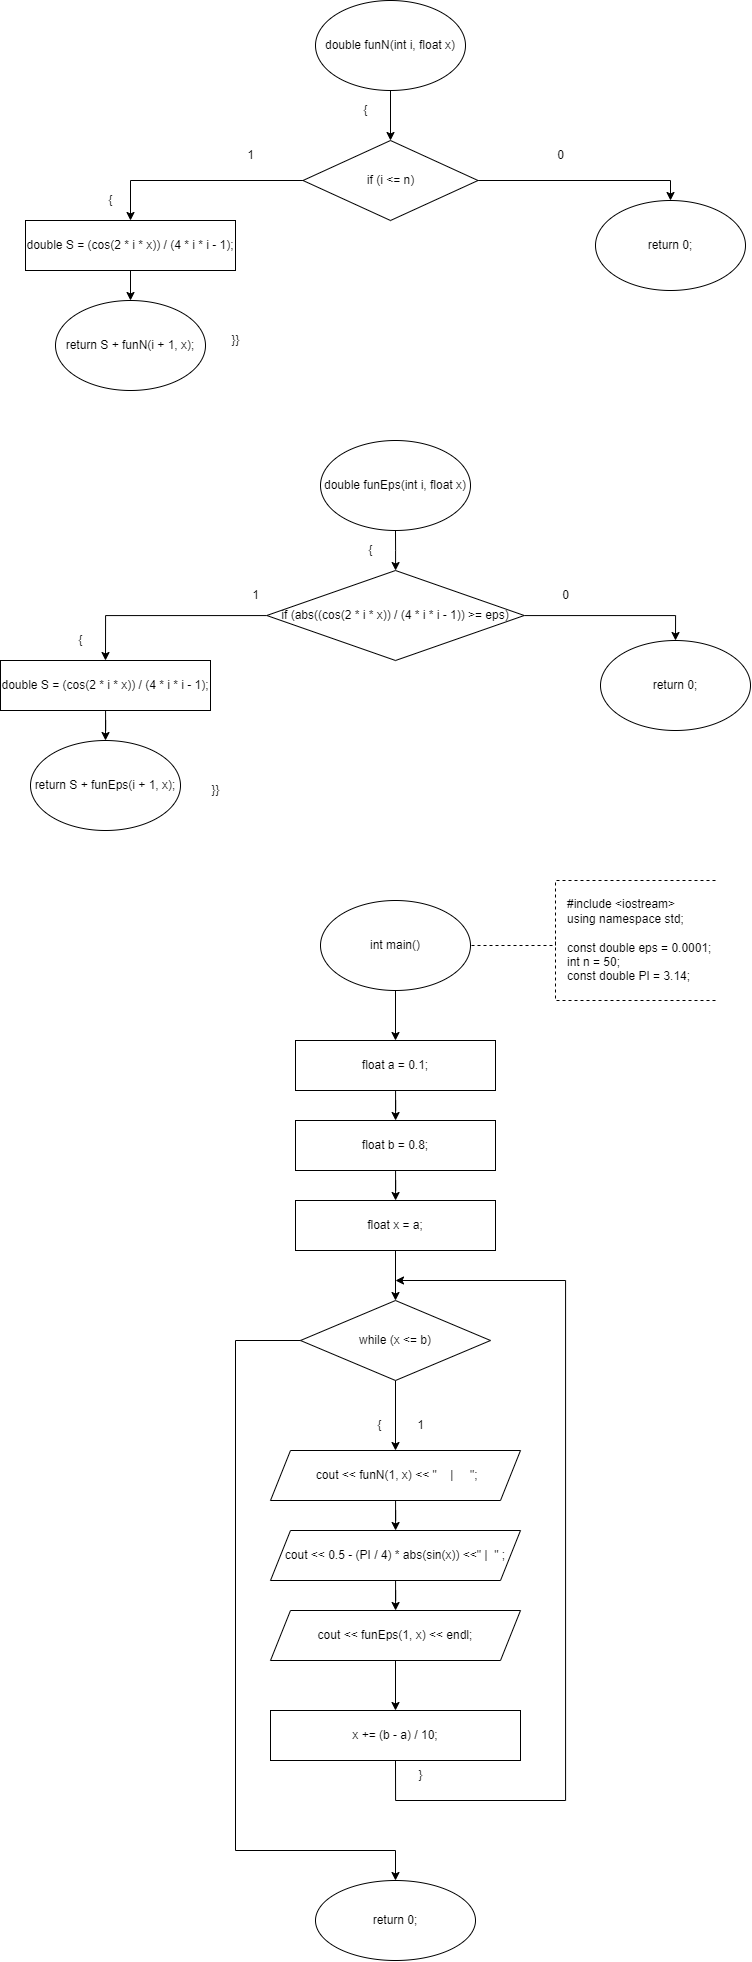 double funN(int i, float x)
{
1
0
if (i <= n)
{
double S = (cos(2 * i * x)) / (4 * i * i - 1);
return 0;
return S + funN(i + 1, x);
}}
double funEps(int i, float x)
{
1
0
if (abs((cos(2 * i * x)) / (4 * i * i - 1)) >= eps)
{
double S = (cos(2 * i * x)) / (4 * i * i - 1);
return 0;
return S + funEps(i + 1, x);
}}
int main()
#include <iostream>
using namespace std;
const double eps = 0.0001;
int n = 50;
const double PI = 3.14;
float a = 0.1;
float b = 0.8;
float x = a;
while (x <= b)
{
1
cout << funN(1, x) << "    |     ";
cout << 0.5 - (PI / 4) * abs(sin(x)) <<" |  " ;
cout << funEps(1, x) << endl;
x += (b - a) / 10;
}
return 0;